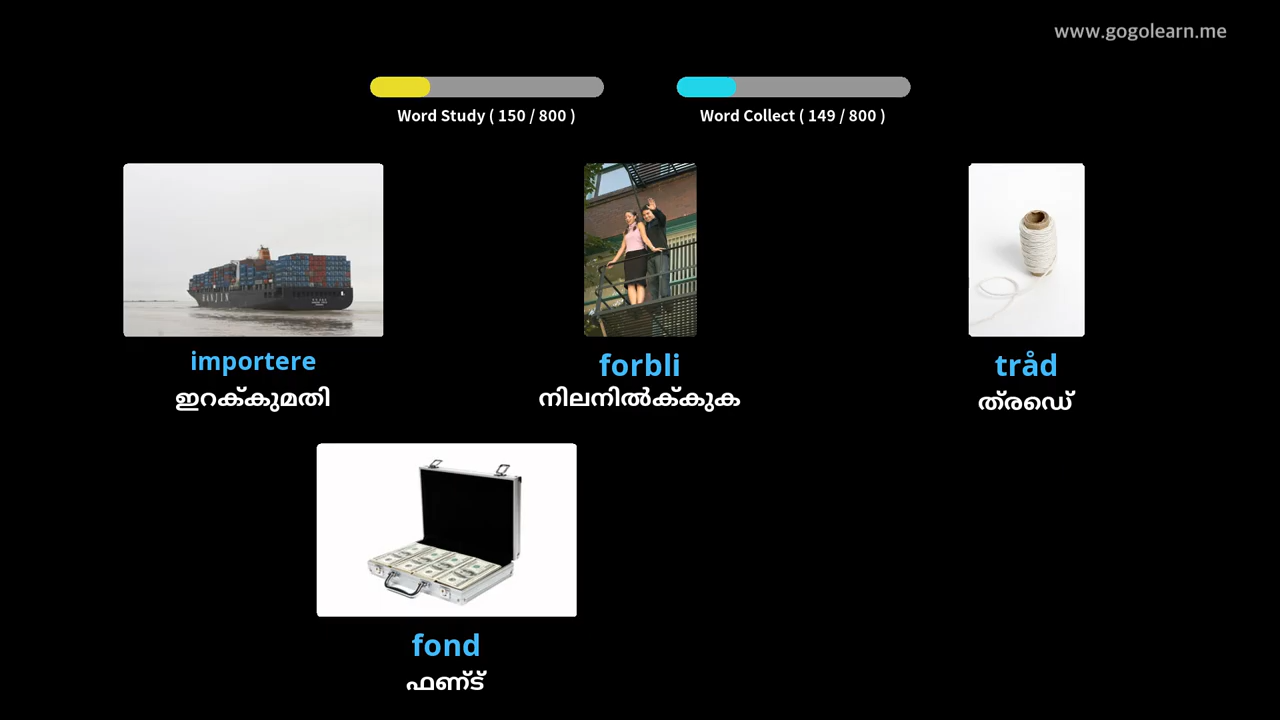 www.gogolearn.me
Word Study ( 150 / 800 )
Word Collect ( 149 / 800 )
importere
ഇറക്കുമതി
forbli
നിലനിൽക്കുക
tråd
ത്രഡെ്
fond
ഫണ്ട്